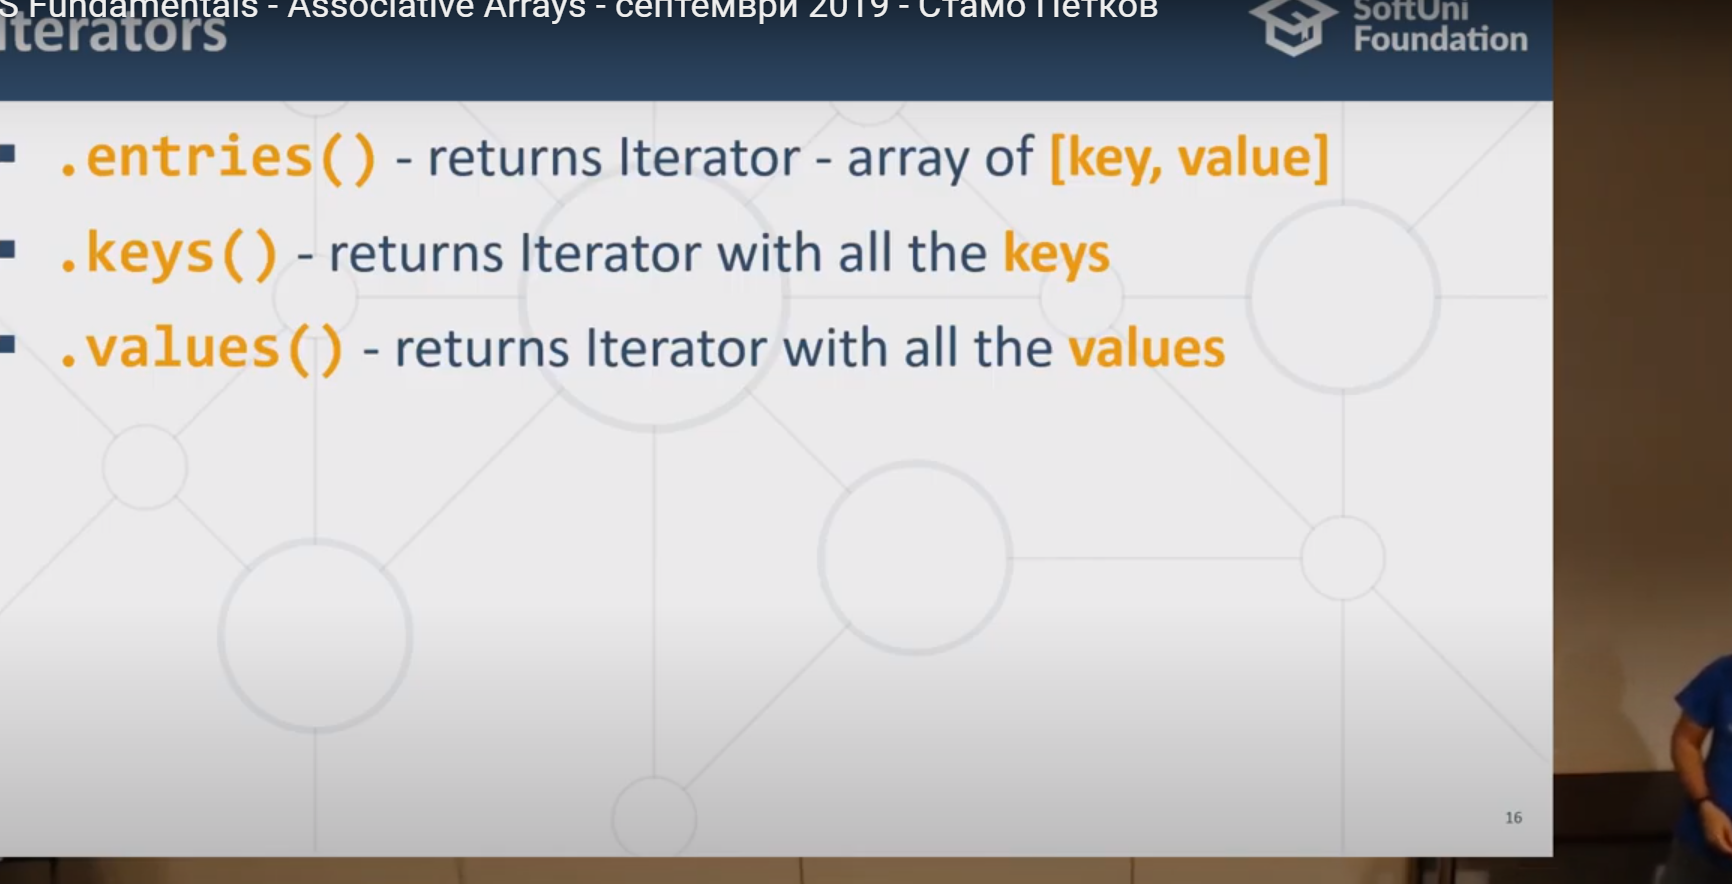 S Fundamentals - Associative Arrays - септември 2019 - Стамо Петков
terators
SoftUni
Foundation
.entries() - returns Iterator - array of [key, value]
.keys() - returns Iterator with all the keys
.values() - returns Iterator with all the values
16